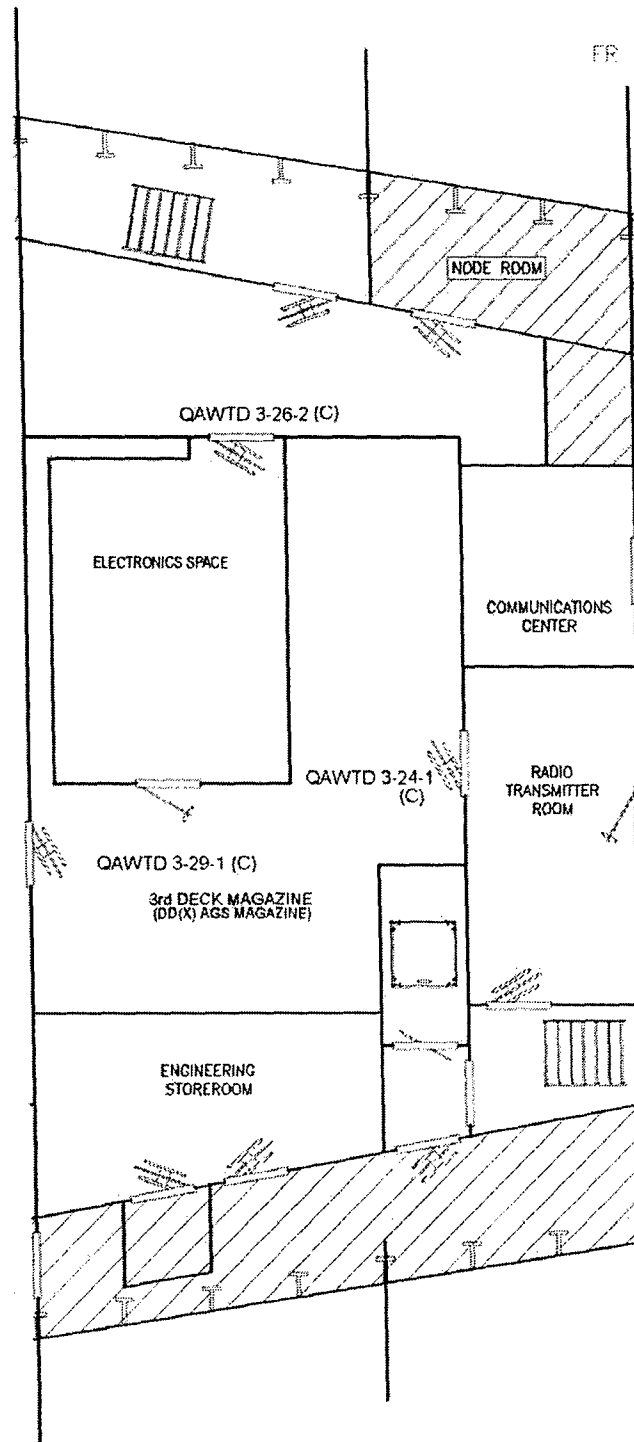 FR
NODE ROOM
QAWTD 3-26-2 (C)
ELECTRONICS SPACE
COMMUNICATIONS
CENTER
QAWTD 3-24-1
(C)
RADIO
TRANSMITTER
ROOM
QAWTD 3-29-1 (C)
3rd DECK MAGAZINE
(DD(X) AGS MAGAZINE)
ENGINEERING
STOREROOM